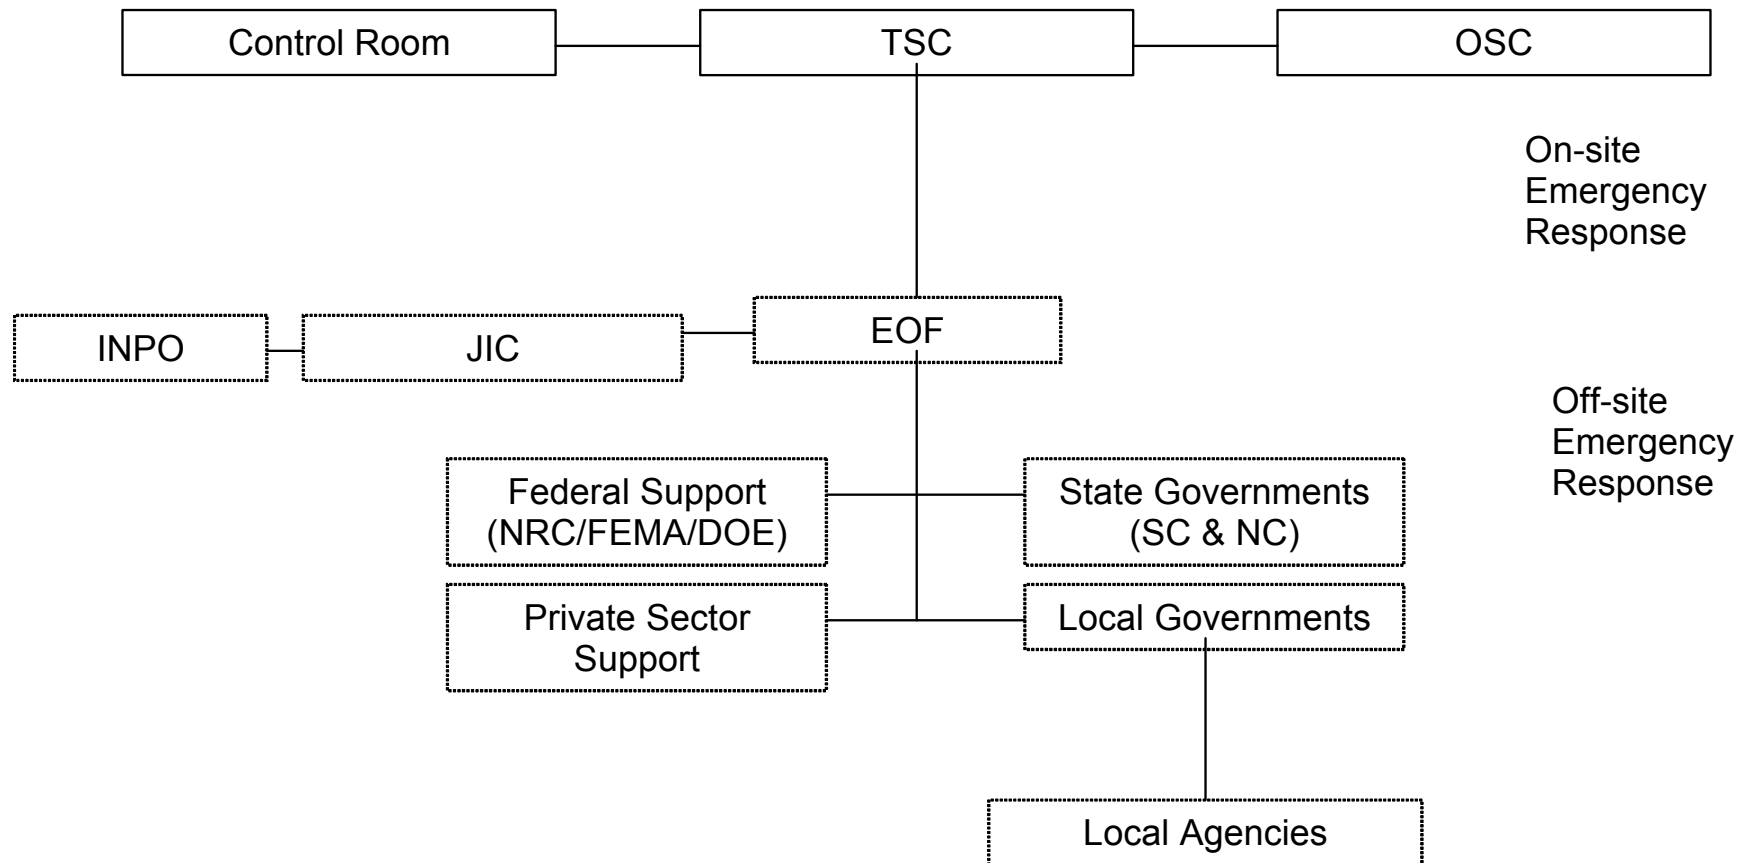 Control Room
TSC
OSC
On-site
Emergency
Response
INPO
JIC
EOF
Off-site
Emergency
Response
Federal Support
(NRC/FEMA/DOE)
State Governments
(SC & NC)
Private Sector
Support
Local Governments
Local Agencies